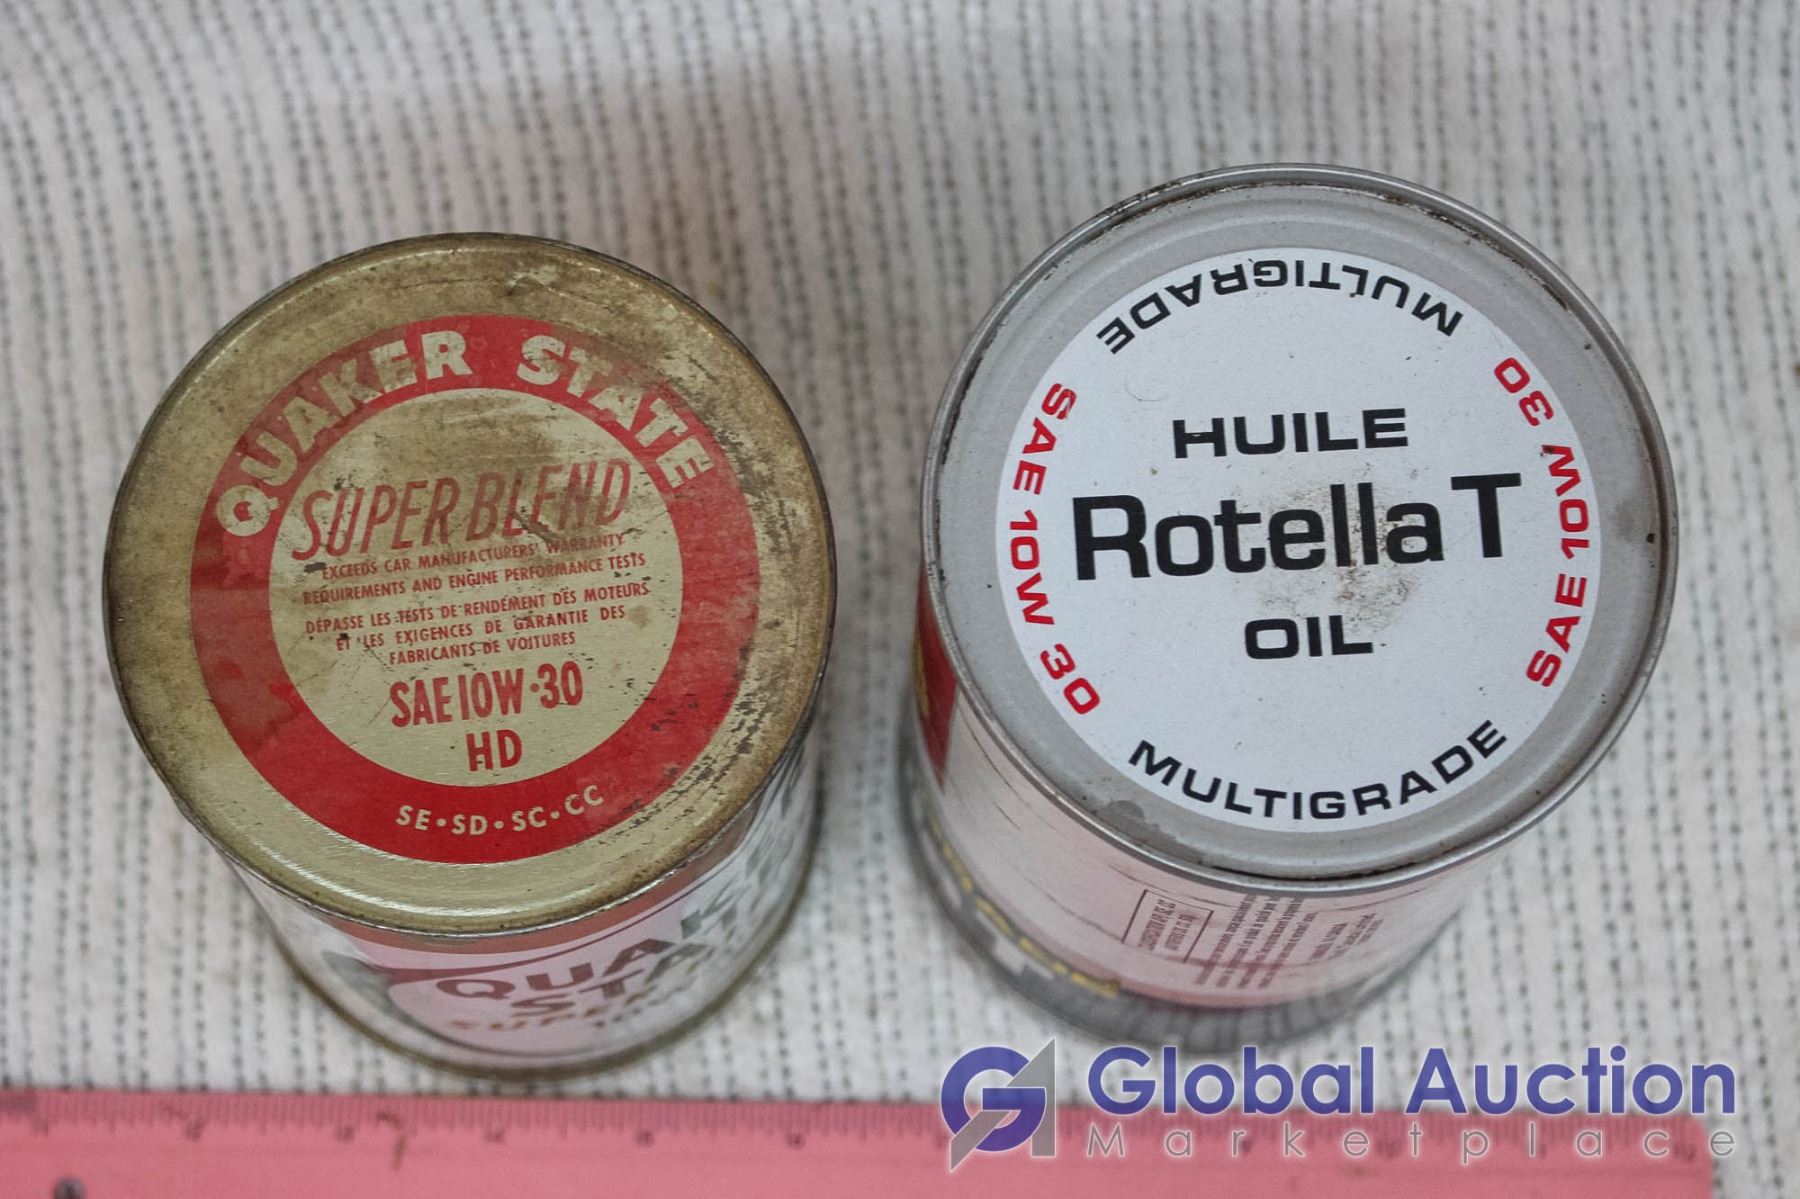 QUAKER STATE
SUPER BLEND
EXCEEDS CAR MANUFACTURERS' WARRANTY
REQUIREMENTS AND ENGINE PERFORMANCE TESTS
DÉPASSE LES TESTS DE RENDEMENT DES MOTEURS
ET LES EXIGENCES DE GARANTIE DES
FABRICANTS DE VOITURES
SAE 10W-30
HD
SE•SD•SC•CC
QUAK
STA
MULTIGRADE
SAE 10W 30
SAE 10W 30
HUILE
Rotella T
OIL
MULTIGRADE
Global Auction
Marketplace